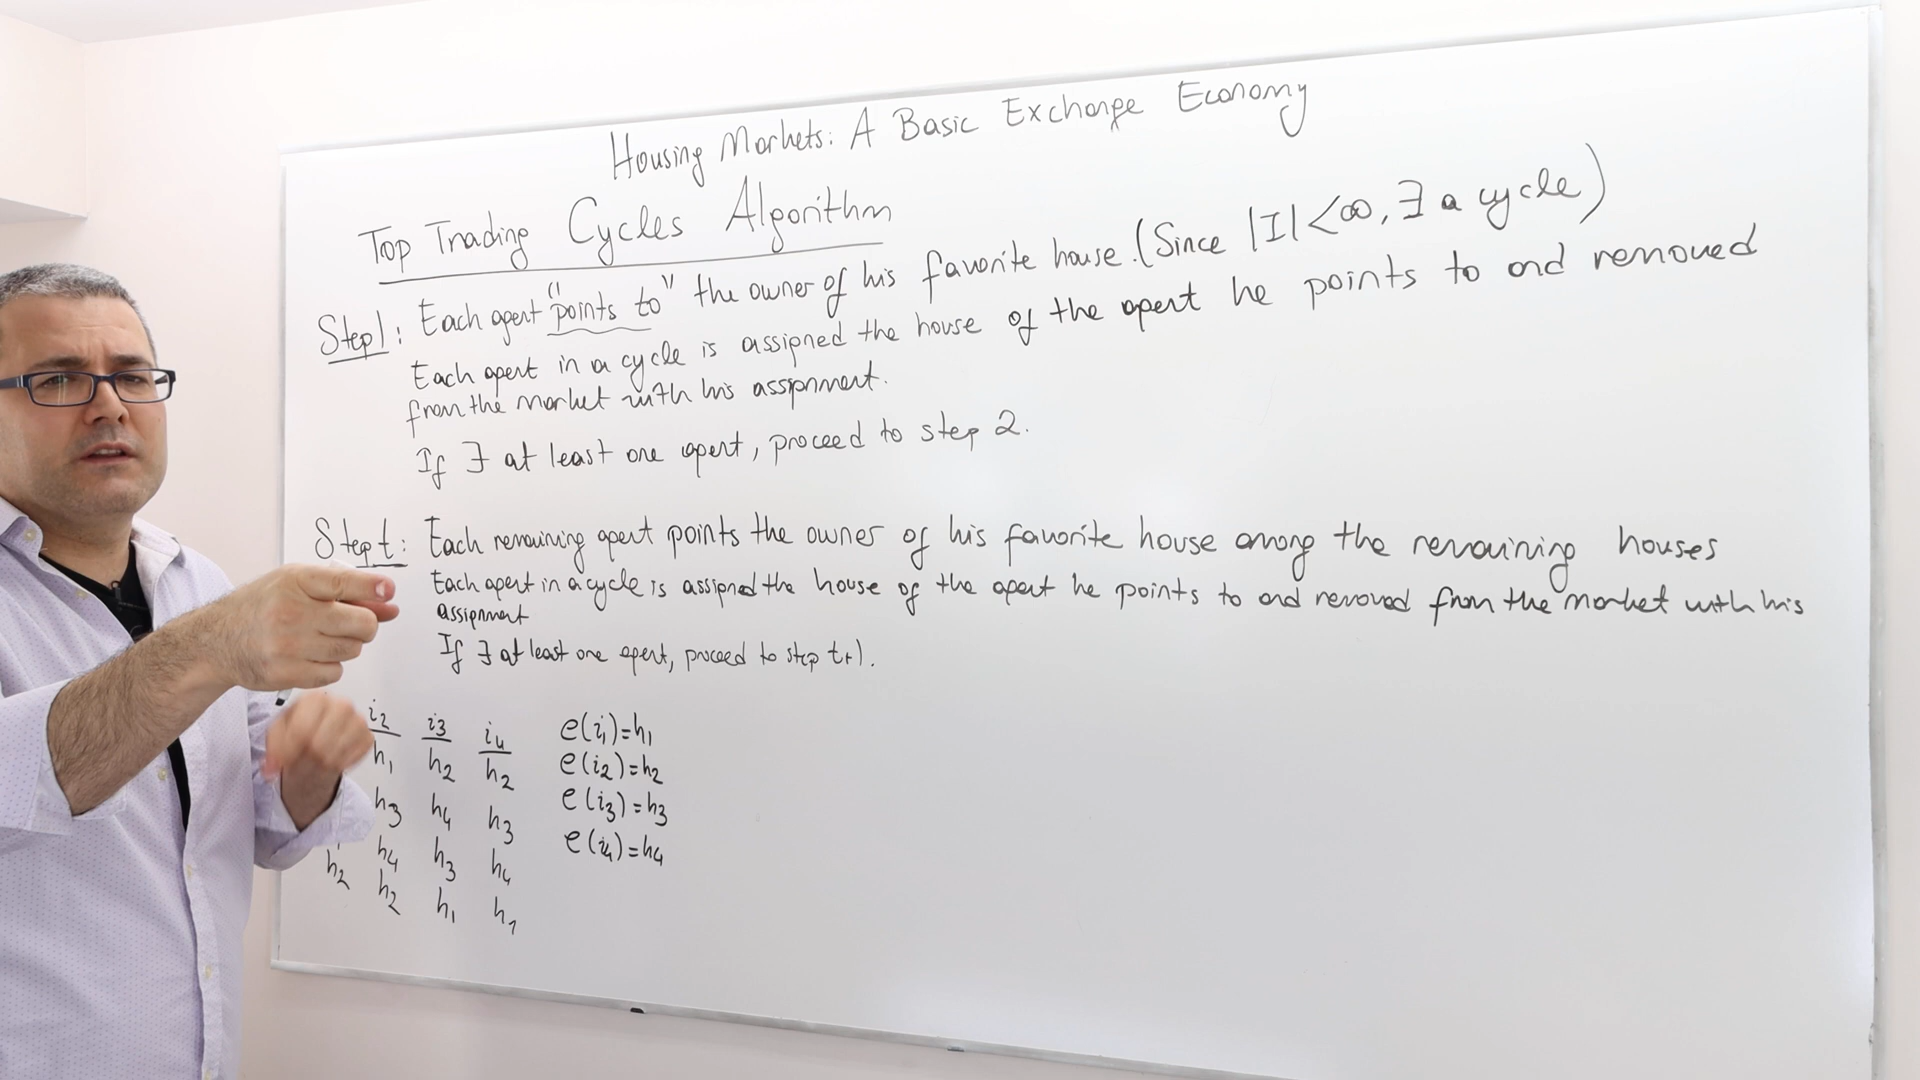 Housing Markets: A Basic Exchange Economy
Top Trading Cycles Algorithm
Step 1: Each agent "points to" the owner of his favorite house. (Since |I| < ∞, ∃ a cycle)
Each agent in a cycle is assigned the house of the agent he points to and removed
from the market with his assignment.
If ∃ at least one agent, proceed to step 2.
Step t: Each remaining agent points the owner of his favorite house among the remaining houses
Each agent in a cycle is assigned the house of the agent he points to and removed from the market with his
assignment
If ∃ at least one agent, proceed to step t+1.
i2 i3 i4 e(i1)=h1
h1 h2 h2 e(i2)=h2
h3 h4 h3 e(i3)=h3
h2 h4 h3 h4 e(i4)=h4
h2 h1 h1